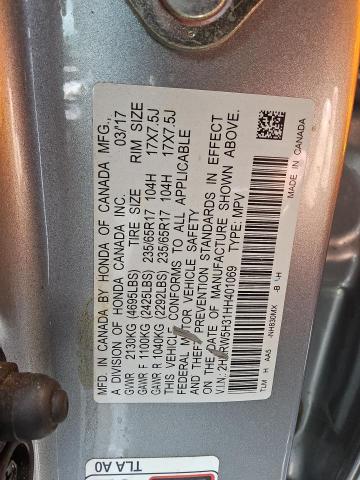 MFD. IN CANADA BY HONDA OF CANADA MFG.,
A DIVISION OF HONDA CANADA INC. 03/'17
GVWR 2130KG (4695LBS) TIRE SIZE RIM SIZE
GAWR F 1100KG (2425LBS) 235/65R17 104H 17X7.5J
GAWR R 1040KG (2292LBS) 235/65R17 104H 17X7.5J
THIS VEHICLE CONFORMS TO ALL APPLICABLE
FEDERAL MOTOR VEHICLE SAFETY
AND THEFT PREVENTION STANDARDS IN EFFECT
ON THE DATE OF MANUFACTURE SHOWN ABOVE.
V.I.N.: TYPE: MPV
TLM H AA5 -NH830MX -B -H
MADE IN CANADA
TLA A0